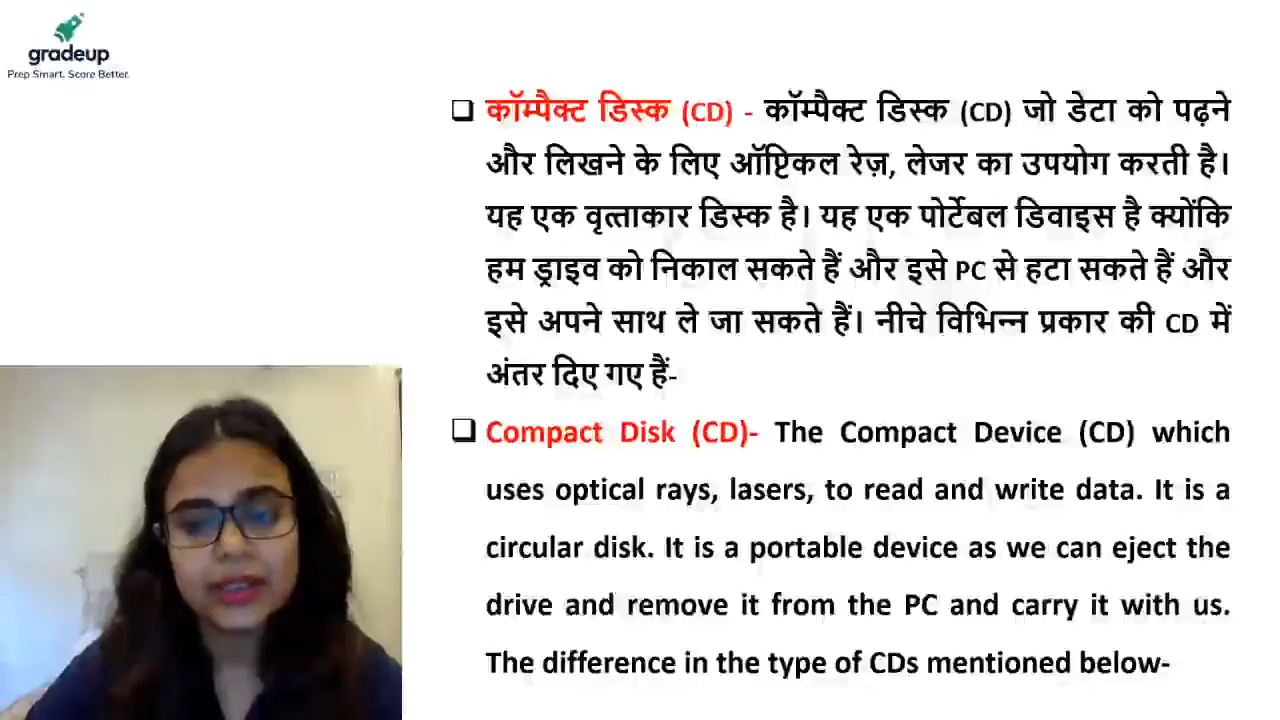 gradeup
Prep Smart. Score Better.
कॉम्पैक्ट डिस्क (CD) - कॉम्पैक्ट डिस्क (CD) जो डेटा को पढ़ने
और लिखने के लिए ऑप्टिकल रेज़, लेजर का उपयोग करती है।
यह एक वृत्ताकार डिस्क है। यह एक पोर्टेबल डिवाइस है क्योंकि
हम ड्राइव को निकाल सकते हैं और इसे PC से हटा सकते हैं और
इसे अपने साथ ले जा सकते हैं। नीचे विभिन्न प्रकार की CD में
अंतर दिए गए हैं-
Compact Disk (CD)- The Compact Device (CD) which
uses optical rays, lasers, to read and write data. It is a
circular disk. It is a portable device as we can eject the
drive and remove it from the PC and carry it with us.
The difference in the type of CDs mentioned below-